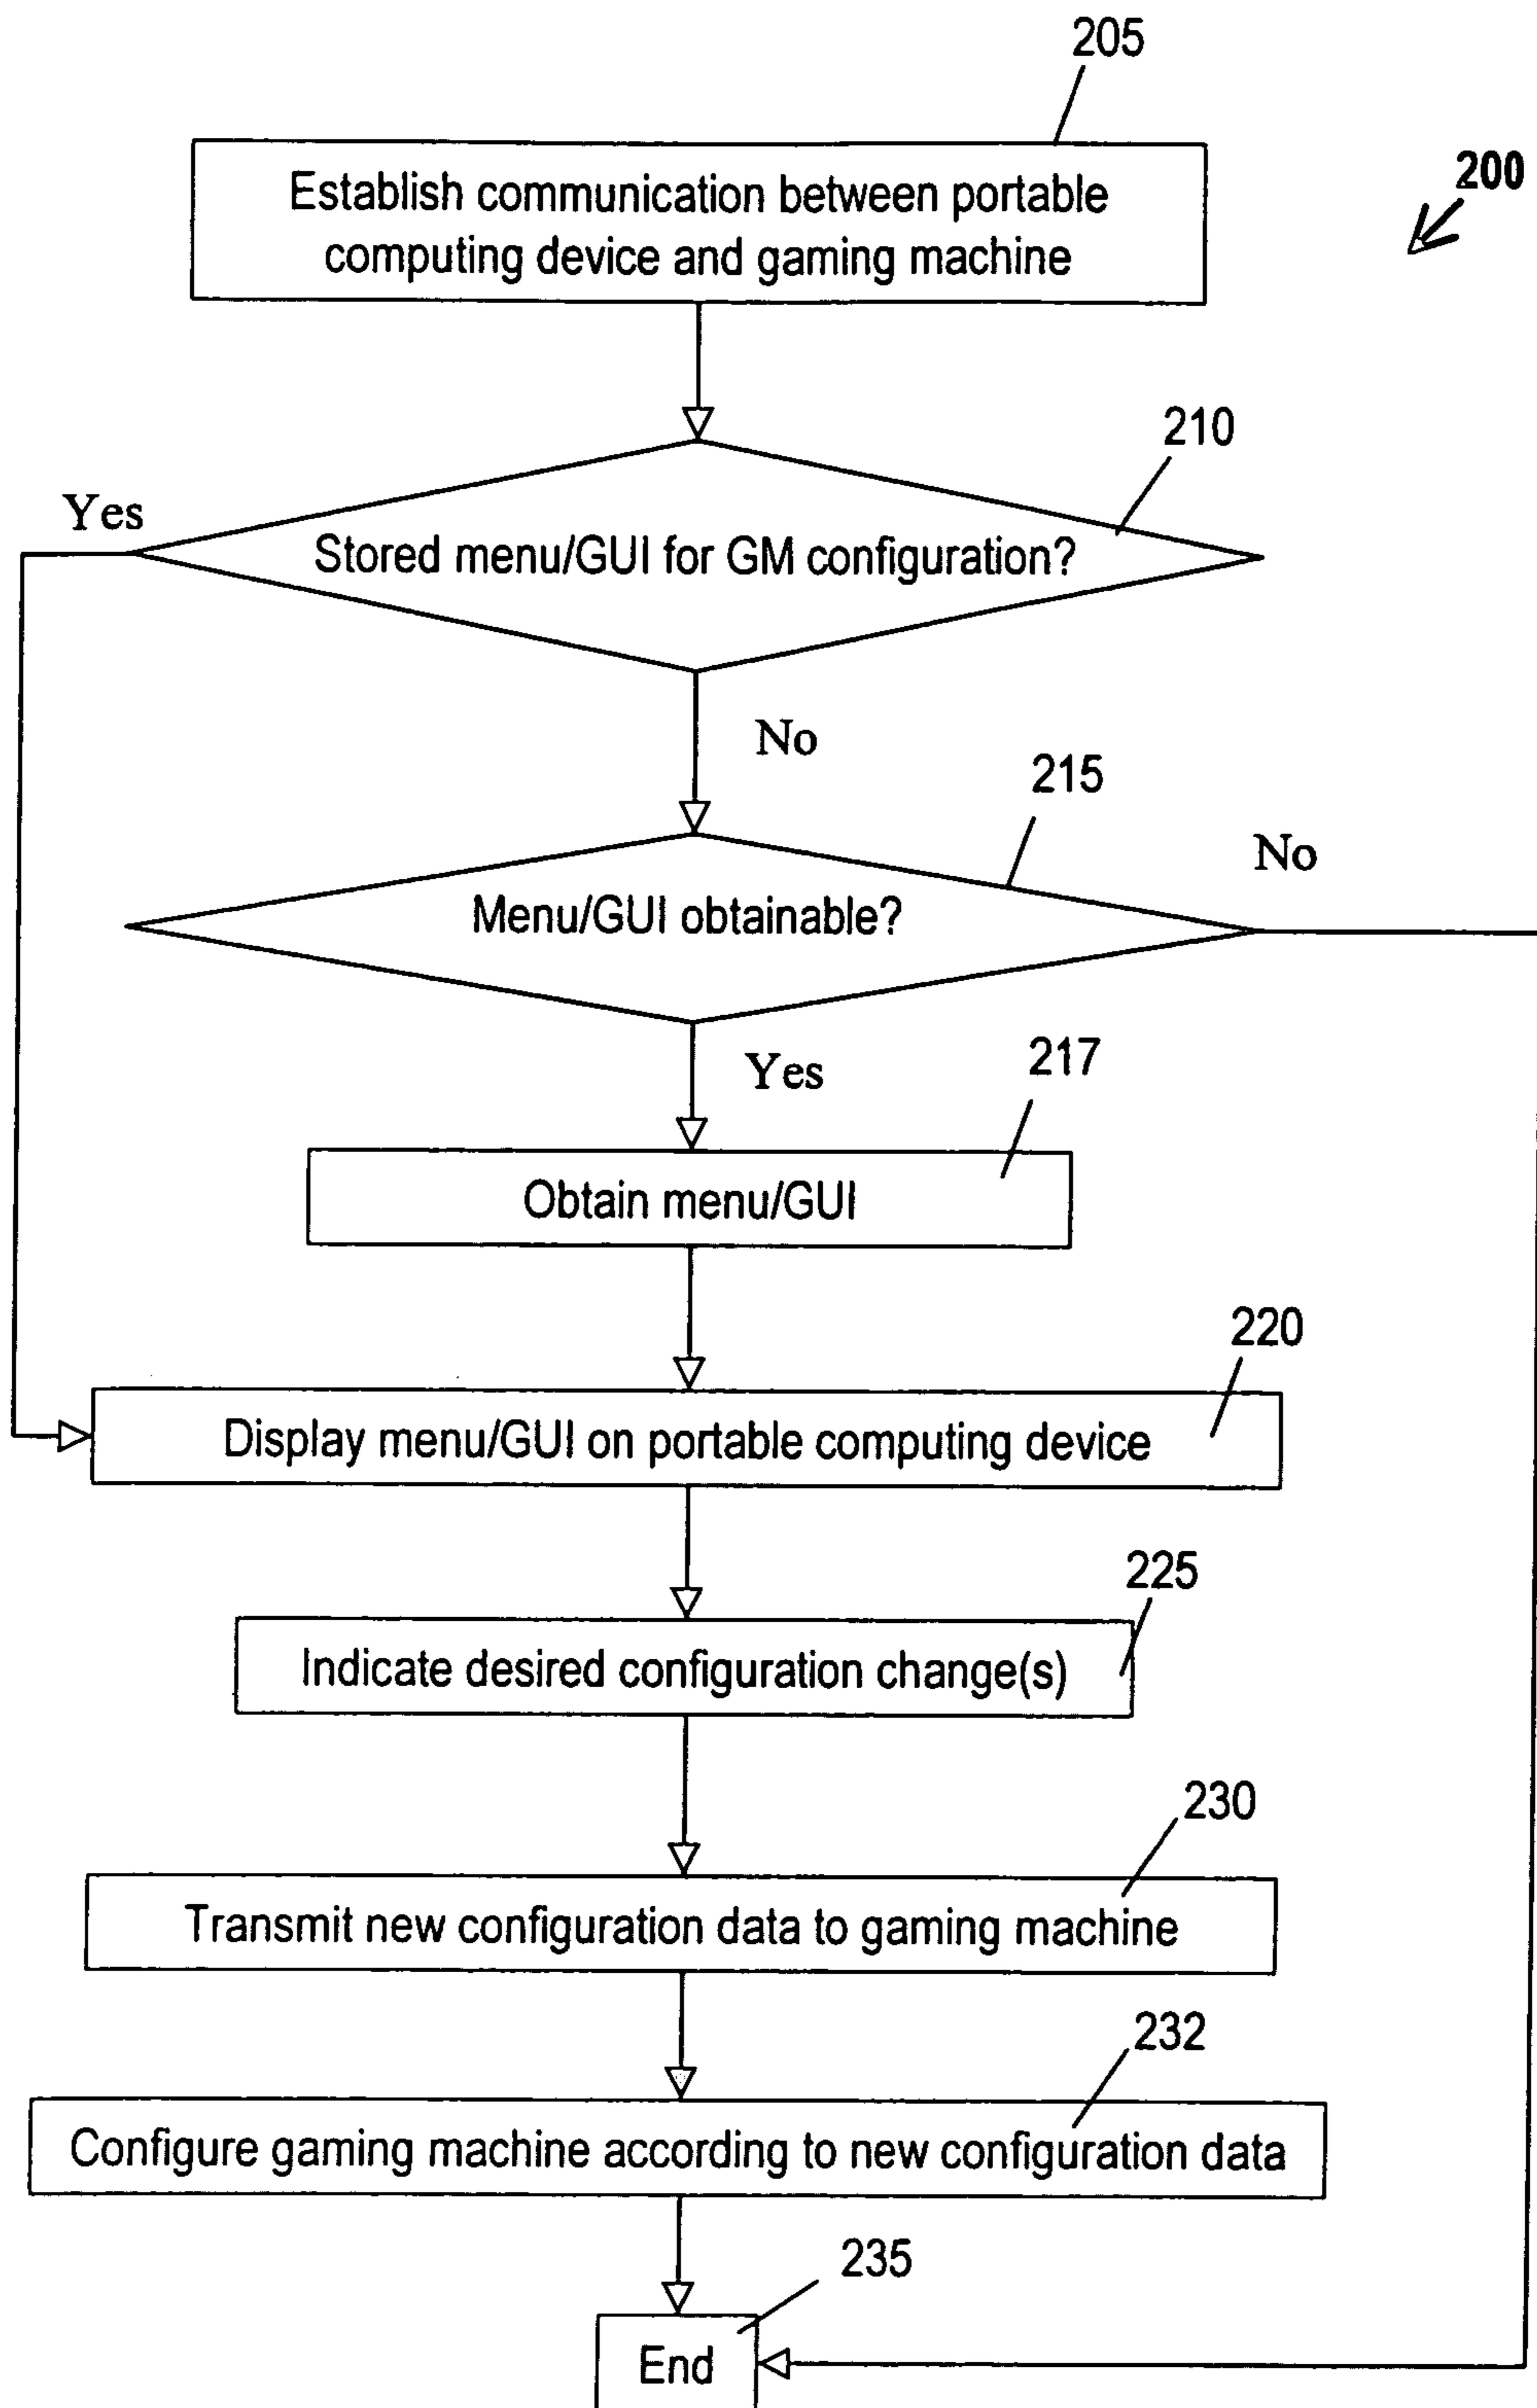 205
200
Establish communication between portable
computing device and gaming machine
210
Yes
Stored menu/GUI for GM configuration?
No
215
No
Menu/GUI obtainable?
Yes
217
Obtain menu/GUI
220
Display menu/GUI on portable computing device
225
Indicate desired configuration change(s)
230
Transmit new configuration data to gaming machine
232
Configure gaming machine according to new configuration data
235
End